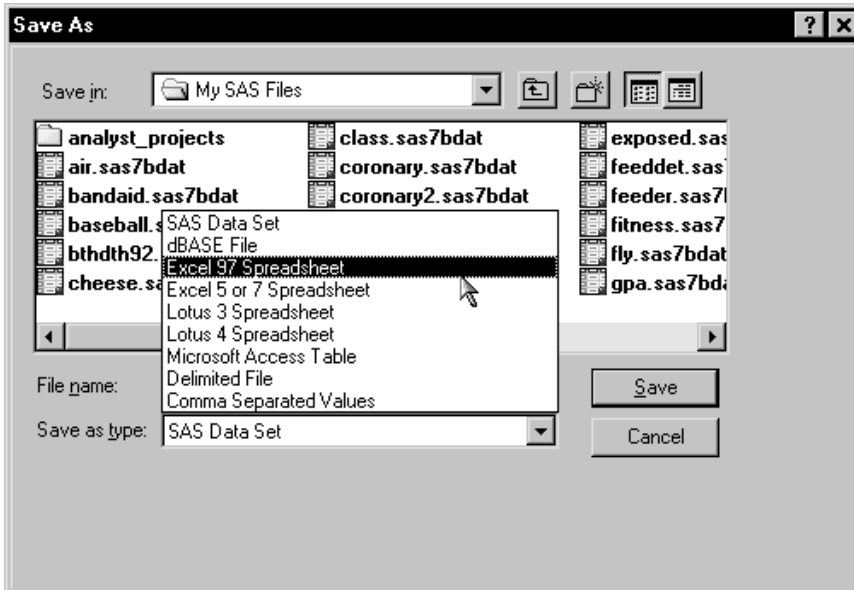 Save As
Save in: My SAS Files
analyst_projects
air.sas7bdat
bandaid.sas7bdat
baseball.s
bthdth92.
cheese.sa
class.sas7bdat
coronary.sas7bdat
coronary2.sas7bdat
exposed.sas
feeddet.sas
feeder.sas7
fitness.sas7
fly.sas7bdat
gpa.sas7bda
SAS Data Set
dBASE File
Excel 97 Spreadsheet
Excel 5 or 7 Spreadsheet
Lotus 3 Spreadsheet
Lotus 4 Spreadsheet
Microsoft Access Table
Delimited File
Comma Separated Values
File name:
Save
Save as type: SAS Data Set
Cancel